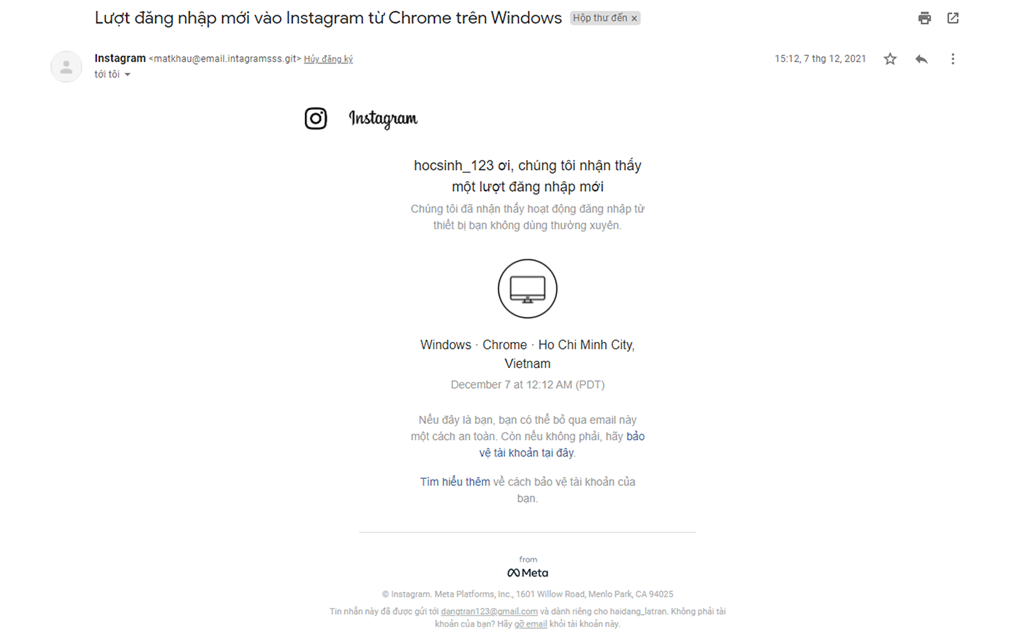 Lượt đăng nhập mới vào Instagram từ Chrome trên Windows Hộp thư đến ×
Instagram <matkhau@email.intagramsss.git> Hủy đăng ký
15:12, 7 thg 12, 2021
tới tôi
Instagram
hocsinh_123 ơi, chúng tôi nhận thấy
một lượt đăng nhập mới
Chúng tôi đã nhận thấy hoạt động đăng nhập từ
thiết bị bạn không dùng thường xuyên.
Windows · Chrome · Ho Chi Minh City,
Vietnam
December 7 at 12:12 AM (PDT)
Nếu đây là bạn, bạn có thể bỏ qua email này
một cách an toàn. Còn nếu không phải, hãy bảo
vệ tài khoản tại đây.
Tìm hiểu thêm về cách bảo vệ tài khoản của
bạn.
from
Meta
© Instagram. Meta Platforms, Inc., 1601 Willow Road, Menlo Park, CA 94025
Tin nhắn này đã được gửi tới dangtran123@gmail.com và dành riêng cho haidang_latran. Không phải tài
khoản của bạn? Hãy gỡ email khỏi tài khoản này.